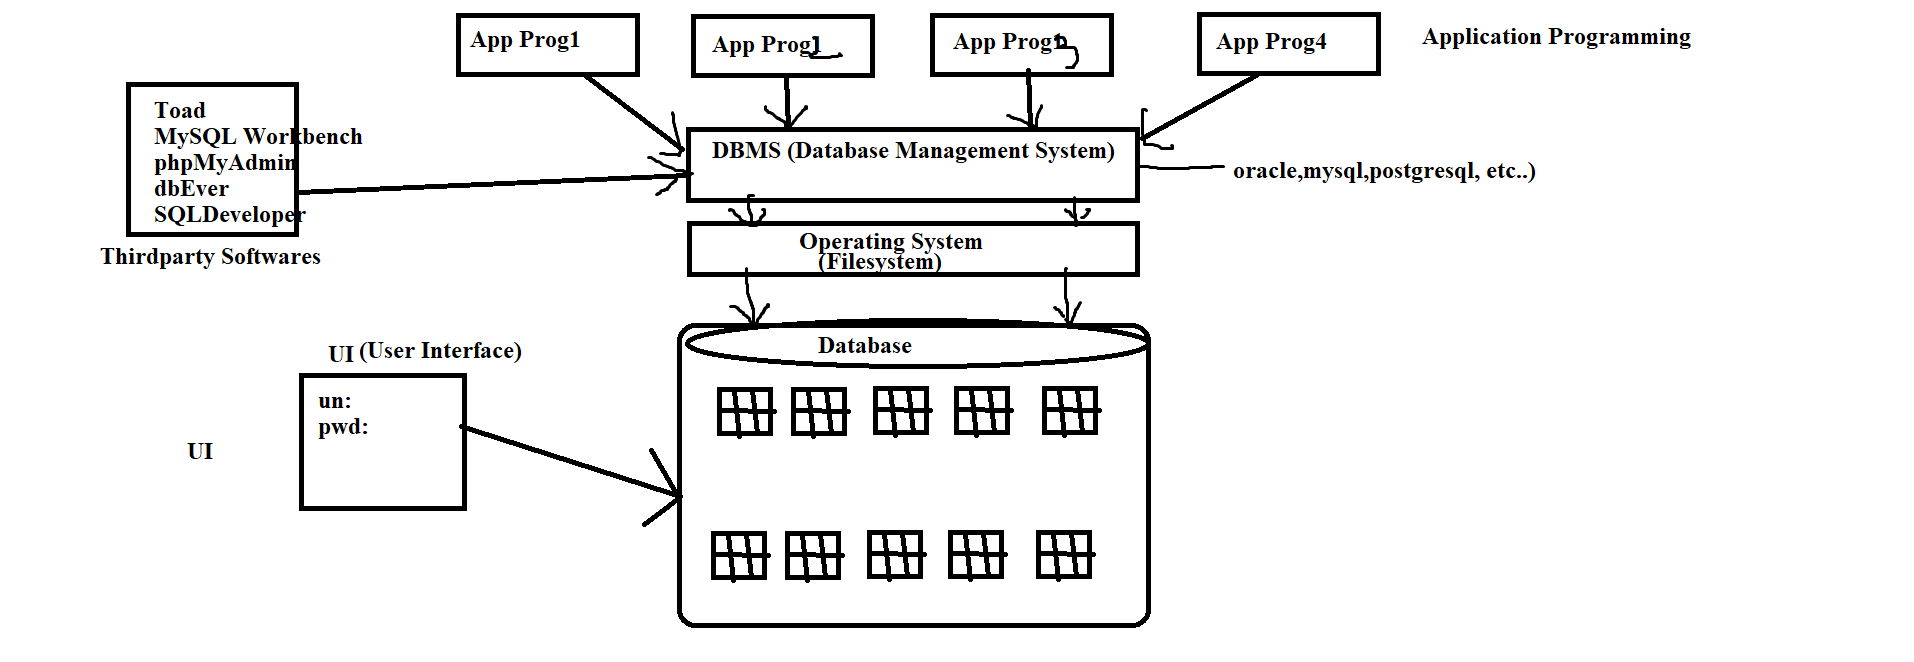 App Prog1
App Prog2
App Prog3
App Prog4
Application Programming
Toad
MySQL Workbench
phpMyAdmin
dbEver
SQLDeveloper
Thirdparty Softwares
DBMS (Database Management System)
oracle,mysql,postgresql, etc..)
Operating System
(Filesystem)
Database
UI (User Interface)
un:
pwd:
UI